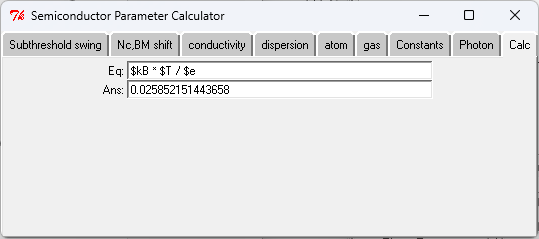 Semiconductor Parameter Calculator
Subthreshold swing Nc,BM shift conductivity dispersion atom gas Constants Photon Calc
Eq: $kB * $T / $e
Ans: 0.025852151443658